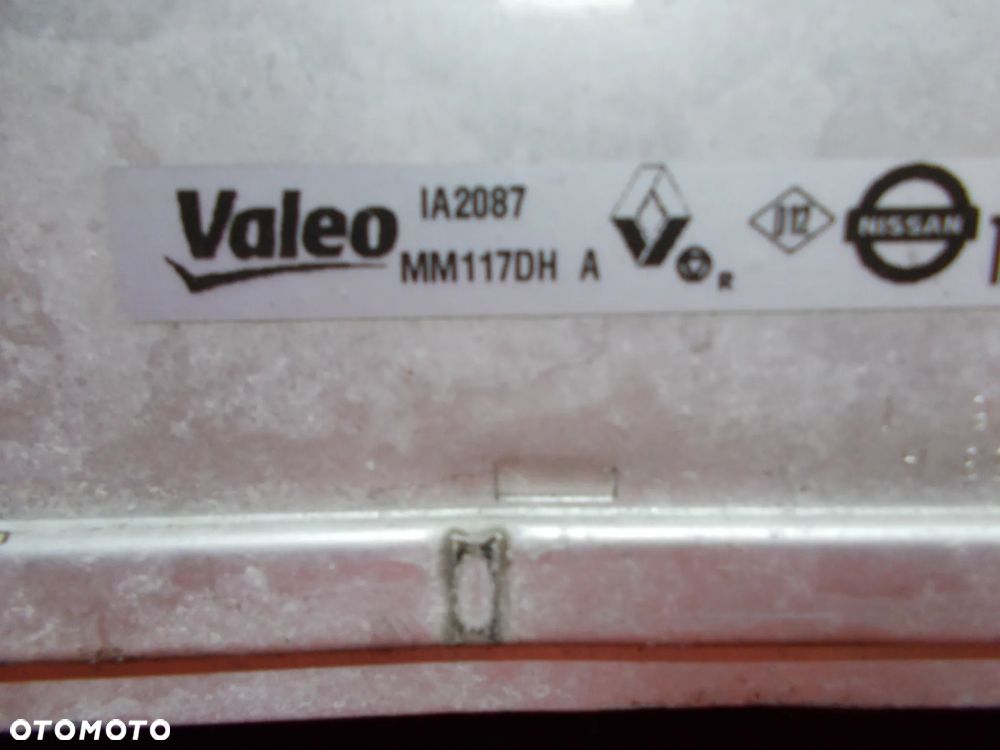 Valeo IA2087
MM117DH A
R
J12
NISSAN
OTOMOTO